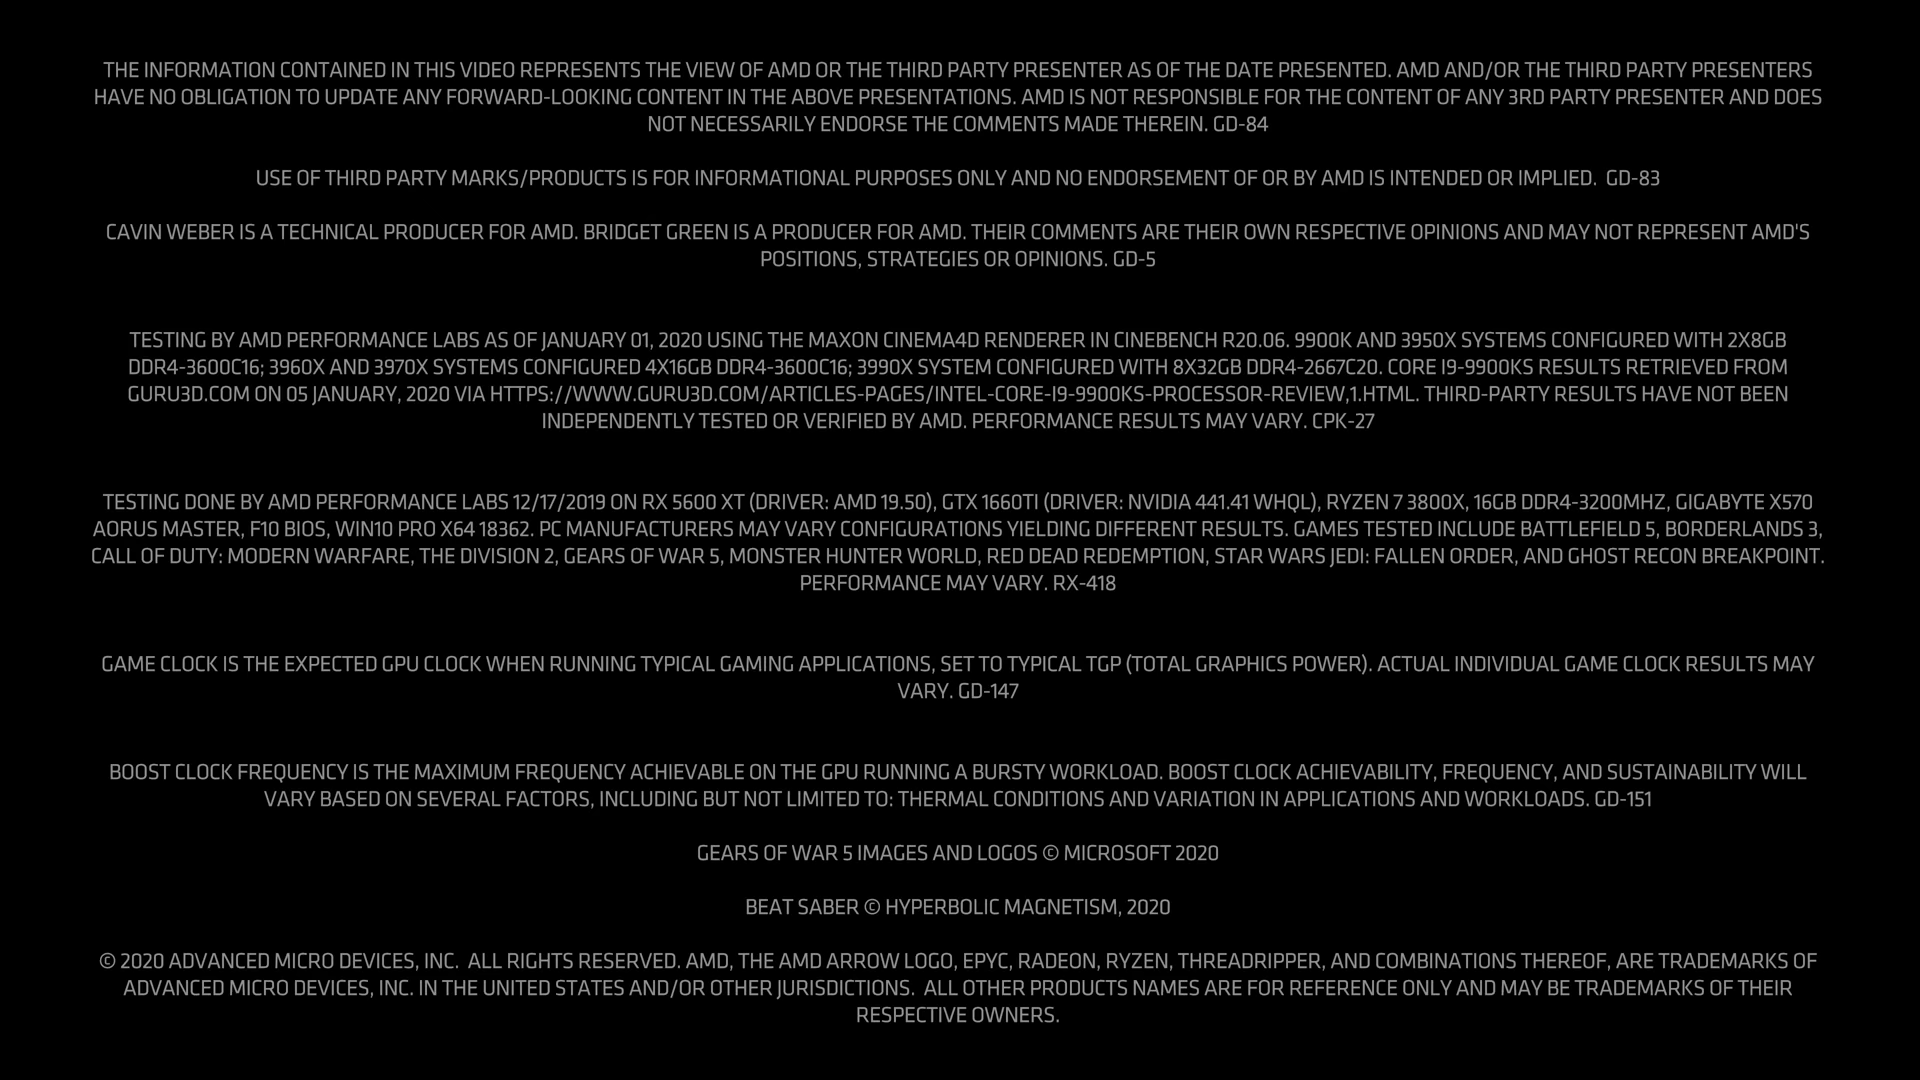 THE INFORMATION CONTAINED IN THIS VIDEO REPRESENTS THE VIEW OF AMD OR THE THIRD PARTY PRESENTER AS OF THE DATE PRESENTED. AMD AND/OR THE THIRD PARTY PRESENTERS
HAVE NO OBLIGATION TO UPDATE ANY FORWARD-LOOKING CONTENT IN THE ABOVE PRESENTATIONS. AMD IS NOT RESPONSIBLE FOR THE CONTENT OF ANY 3RD PARTY PRESENTER AND DOES
NOT NECESSARILY ENDORSE THE COMMENTS MADE THEREIN. GD-84
USE OF THIRD PARTY MARKS/PRODUCTS IS FOR INFORMATIONAL PURPOSES ONLY AND NO ENDORSEMENT OF OR BY AMD IS INTENDED OR IMPLIED.  GD-83
CAVIN WEBER IS A TECHNICAL PRODUCER FOR AMD. BRIDGET GREEN IS A PRODUCER FOR AMD. THEIR COMMENTS ARE THEIR OWN RESPECTIVE OPINIONS AND MAY NOT REPRESENT AMD'S
POSITIONS, STRATEGIES OR OPINIONS. GD-5
TESTING BY AMD PERFORMANCE LABS AS OF JANUARY 01, 2020 USING THE MAXON CINEMA4D RENDERER IN CINEBENCH R20.06. 9900K AND 3950X SYSTEMS CONFIGURED WITH 2X8GB
DDR4-3600C16; 3960X AND 3970X SYSTEMS CONFIGURED 4X16GB DDR4-3600C16; 3990X SYSTEM CONFIGURED WITH 8X32GB DDR4-2667C20. CORE I9-9900KS RESULTS RETRIEVED FROM
GURU3D.COM ON 05 JANUARY, 2020 VIA HTTPS://WWW.GURU3D.COM/ARTICLES-PAGES/INTEL-CORE-I9-9900KS-PROCESSOR-REVIEW,1.HTML. THIRD-PARTY RESULTS HAVE NOT BEEN
INDEPENDENTLY TESTED OR VERIFIED BY AMD. PERFORMANCE RESULTS MAY VARY. CPK-27
TESTING DONE BY AMD PERFORMANCE LABS 12/17/2019 ON RX 5600 XT (DRIVER: AMD 19.50), GTX 1660TI (DRIVER: NVIDIA 441.41 WHQL), RYZEN 7 3800X, 16GB DDR4-3200MHZ, GIGABYTE X570
AORUS MASTER, F10 BIOS, WIN10 PRO X64 18362. PC MANUFACTURERS MAY VARY CONFIGURATIONS YIELDING DIFFERENT RESULTS. GAMES TESTED INCLUDE BATTLEFIELD 5, BORDERLANDS 3,
CALL OF DUTY: MODERN WARFARE, THE DIVISION 2, GEARS OF WAR 5, MONSTER HUNTER WORLD, RED DEAD REDEMPTION, STAR WARS JEDI: FALLEN ORDER, AND GHOST RECON BREAKPOINT.
PERFORMANCE MAY VARY. RX-418
GAME CLOCK IS THE EXPECTED GPU CLOCK WHEN RUNNING TYPICAL GAMING APPLICATIONS, SET TO TYPICAL TGP (TOTAL GRAPHICS POWER). ACTUAL INDIVIDUAL GAME CLOCK RESULTS MAY
VARY. GD-147
BOOST CLOCK FREQUENCY IS THE MAXIMUM FREQUENCY ACHIEVABLE ON THE GPU RUNNING A BURSTY WORKLOAD. BOOST CLOCK ACHIEVABILITY, FREQUENCY, AND SUSTAINABILITY WILL
VARY BASED ON SEVERAL FACTORS, INCLUDING BUT NOT LIMITED TO: THERMAL CONDITIONS AND VARIATION IN APPLICATIONS AND WORKLOADS. GD-151
GEARS OF WAR 5 IMAGES AND LOGOS © MICROSOFT 2020
BEAT SABER © HYPERBOLIC MAGNETISM, 2020
© 2020 ADVANCED MICRO DEVICES, INC.  ALL RIGHTS RESERVED. AMD, THE AMD ARROW LOGO, EPYC, RADEON, RYZEN, THREADRIPPER, AND COMBINATIONS THEREOF, ARE TRADEMARKS OF
ADVANCED MICRO DEVICES, INC. IN THE UNITED STATES AND/OR OTHER JURISDICTIONS.  ALL OTHER PRODUCTS NAMES ARE FOR REFERENCE ONLY AND MAY BE TRADEMARKS OF THEIR
RESPECTIVE OWNERS.